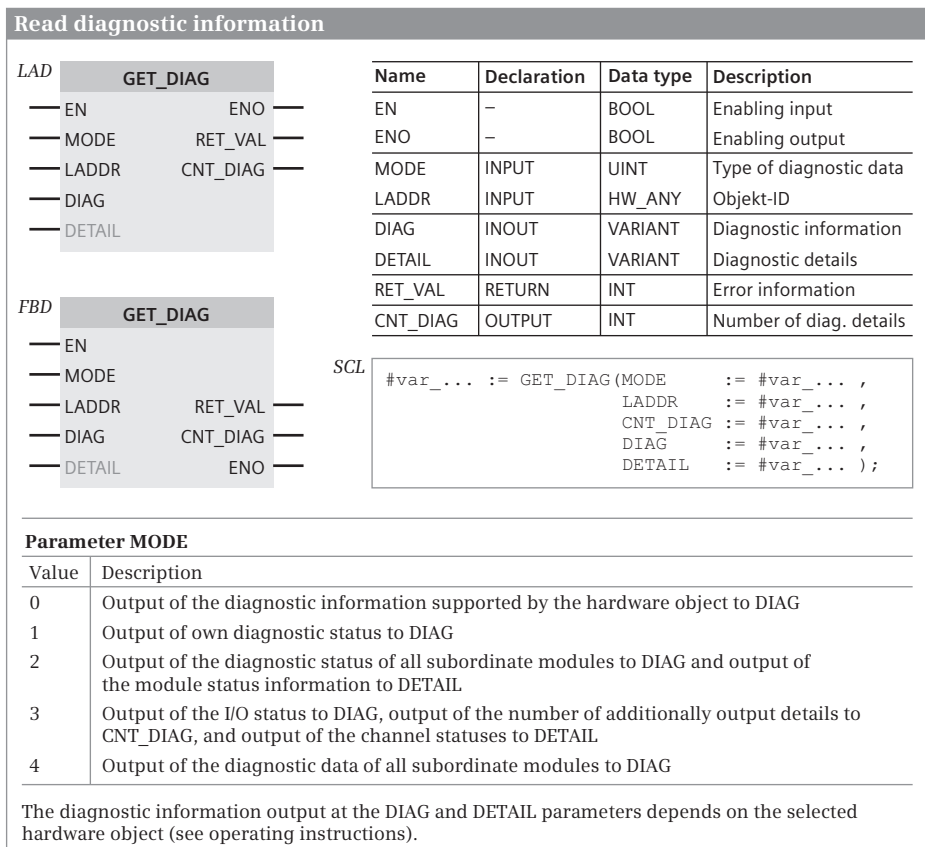 Read diagnostic information
LAD
GET_DIAG
EN ENO
MODE RET_VAL
LADDR CNT_DIAG
DIAG
DETAIL
FBD
GET_DIAG
EN
MODE
LADDR RET_VAL
DIAG CNT_DIAG
DETAIL ENO
Name Declaration Data type Description
EN – BOOL Enabling input
ENO – BOOL Enabling output
MODE INPUT UINT Type of diagnostic data
LADDR INPUT HW_ANY Objekt-ID
DIAG INOUT VARIANT Diagnostic information
DETAIL INOUT VARIANT Diagnostic details
RET_VAL RETURN INT Error information
CNT_DIAG OUTPUT INT Number of diag. details
SCL
#var_... := GET_DIAG(MODE := #var_... ,
LADDR := #var_... ,
CNT_DIAG := #var_... ,
DIAG := #var_... ,
DETAIL := #var_... );
Parameter MODE
Value Description
0 Output of the diagnostic information supported by the hardware object to DIAG
1 Output of own diagnostic status to DIAG
2 Output of the diagnostic status of all subordinate modules to DIAG and output of
the module status information to DETAIL
3 Output of the I/O status to DIAG, output of the number of additionally output details to
CNT_DIAG, and output of the channel statuses to DETAIL
4 Output of the diagnostic data of all subordinate modules to DIAG
The diagnostic information output at the DIAG and DETAIL parameters depends on the selected
hardware object (see operating instructions).